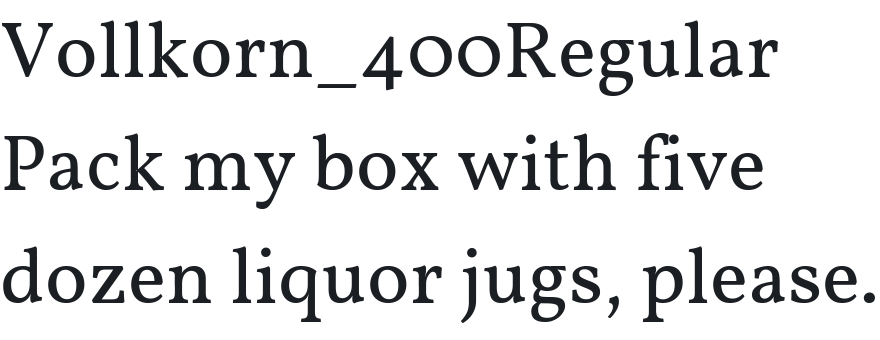 Vollkorn_400Regular
Pack my box with five
dozen liquor jugs, please.